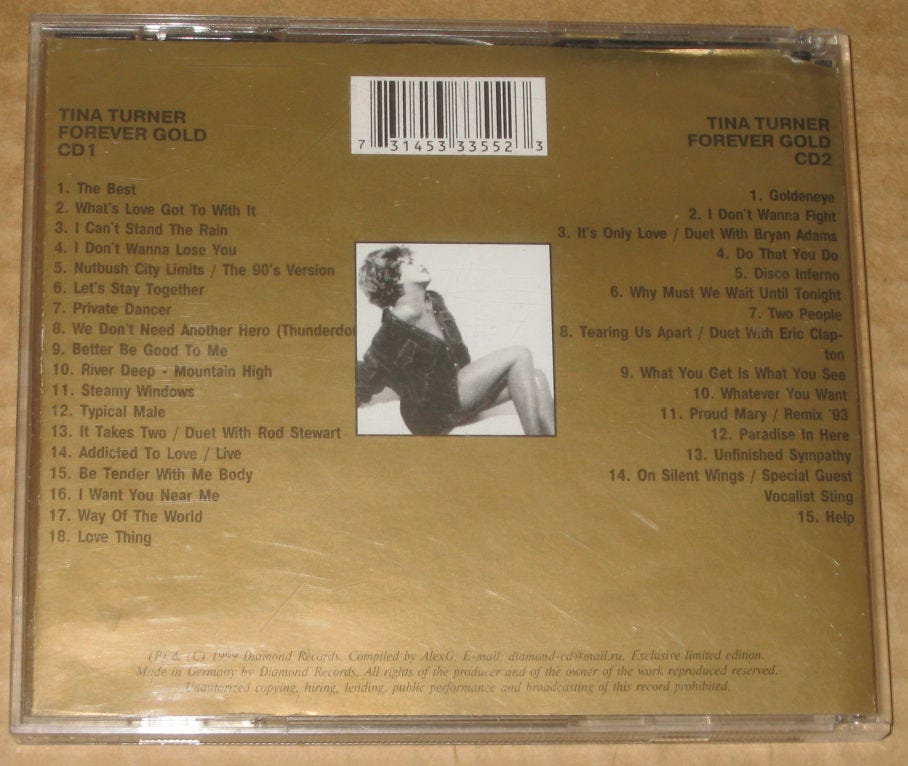 TINA TURNER
FOREVER GOLD
CD1
1. The Best
2. What's Love Got To With It
3. I Can't Stand The Rain
4. I Don't Wanna Lose You
5. Nutbush City Limits / The 90's Version
6. Let's Stay Together
7. Private Dancer
8. We Don't Need Another Hero (Thunderdo
9. Better Be Good To Me
10. River Deep - Mountain High
11. Steamy Windows
12. Typical Male
13. It Takes Two / Duet With Rod Stewart
14. Addicted To Love / Live
15. Be Tender With Me Body
16. I Want You Near Me
17. Way Of The World
18. Love Thing
7 31453 33552 3
TINA TURNER
FOREVER GOLD
CD2
1. Goldeneye
2. I Don't Wanna Fight
3. It's Only Love / Duet With Bryan Adams
4. Do That You Do
5. Disco Inferno
6. Why Must We Wait Until Tonight
7. Two People
8. Tearing Us Apart / Duet With Eric Clap-
ton
9. What You Get Is What You See
10. Whatever You Want
11. Proud Mary / Remix '93
12. Paradise In Here
13. Unfinished Sympathy
14. On Silent Wings / Special Guest
Vocalist Sting
15. Help
(P) & (C) Diamond Records. Compiled by AlexG. E-mail: diamond-cd@mail.ru. Exclusive limited edition.
Made in Germany by Diamond Records. All rights of the producer and of the owner of the work reproduced reserved.
Unautorized copying, hiring, lending, public performance and broadcasting of this record prohibited.